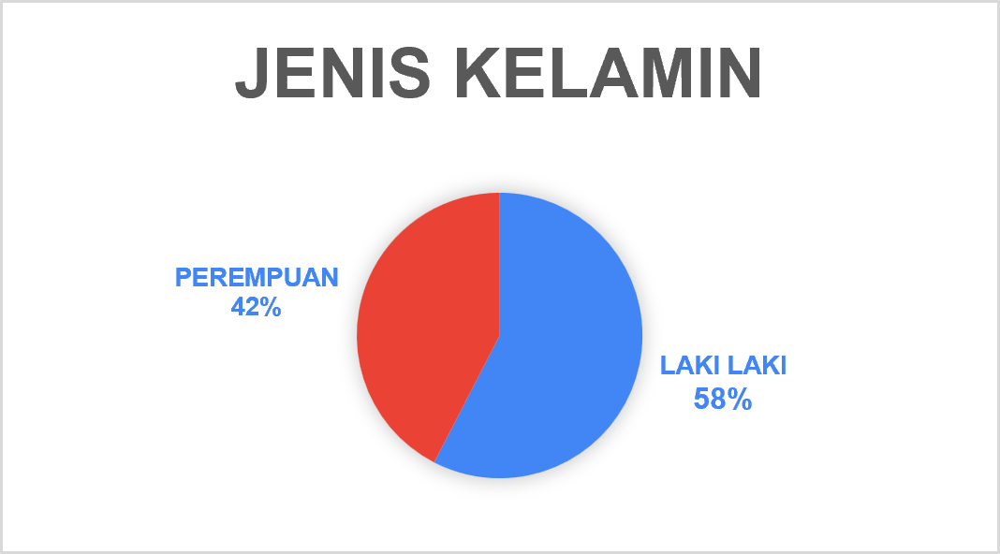 JENIS KELAMIN
PEREMPUAN
42%
LAKI LAKI
58%